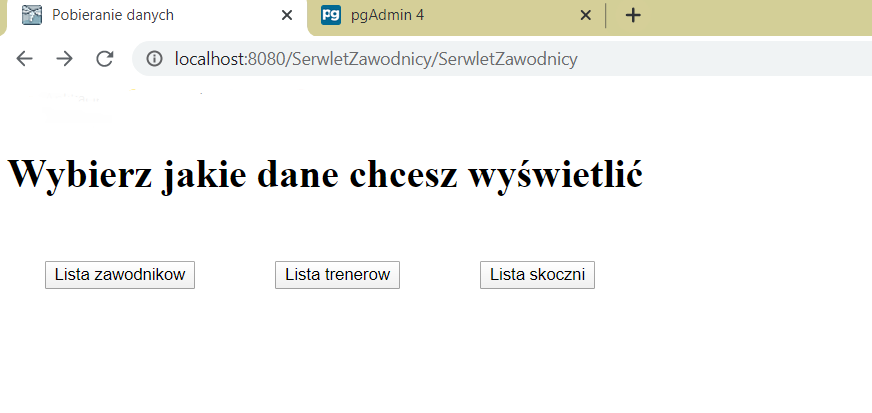 Pobieranie danych
pgAdmin 4
localhost:8080/SerwletZawodnicy/SerwletZawodnicy
Wybierz jakie dane chcesz wyświetlić
Lista zawodnikow
Lista trenerow
Lista skoczni